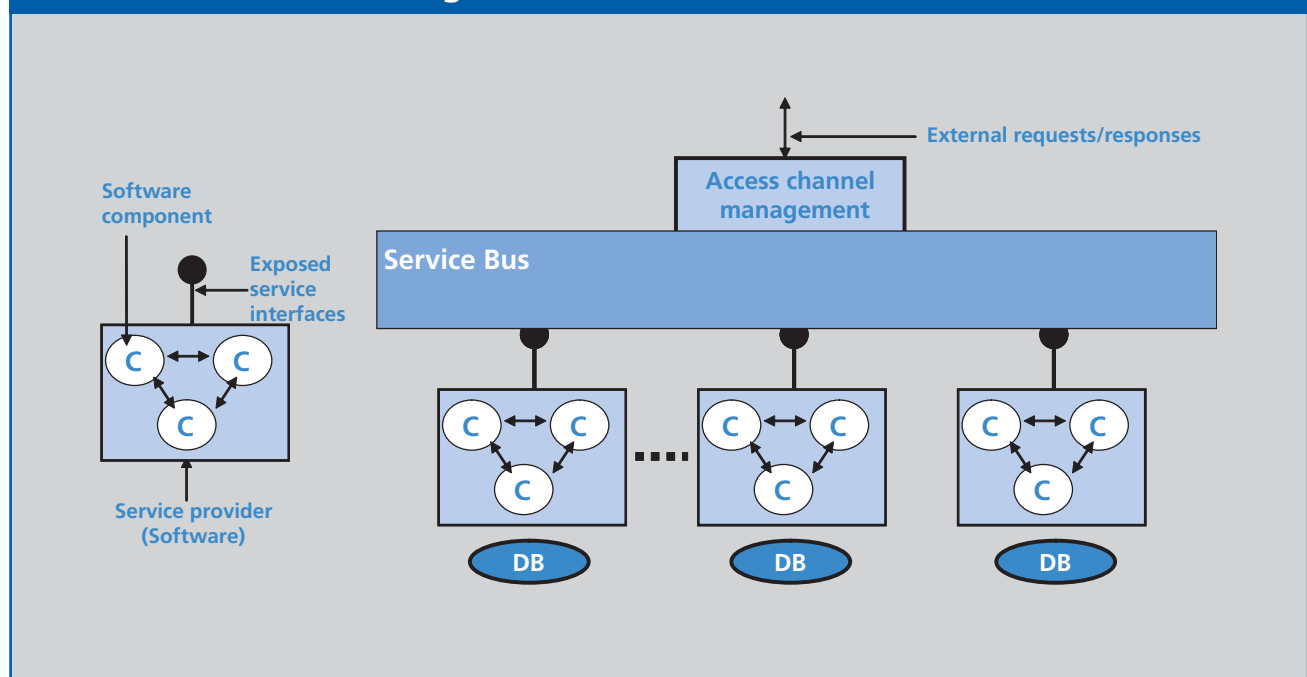 External requests/responses
Access channel
management
Service Bus
Software
component
Exposed
service
interfaces
C
C
C
Service provider
(Software)
C
C
C
C
C
C
C
C
C
DB
DB
DB